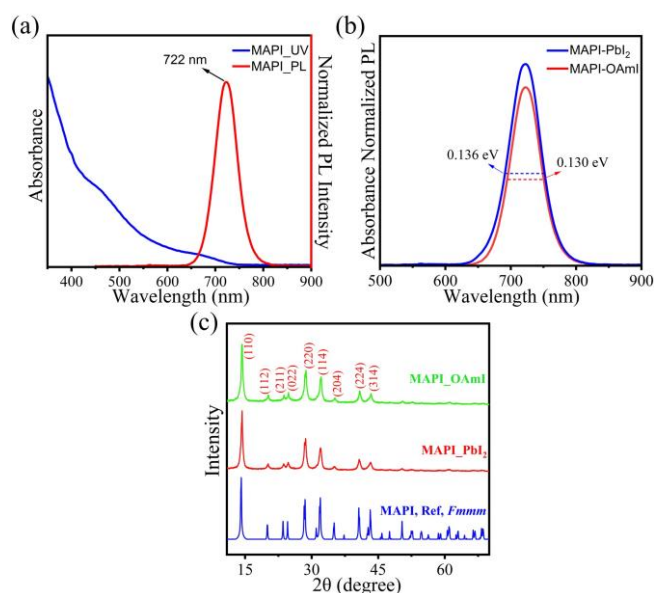 (a)
MAPI_UV
MAPI_PL
722 nm
Absorbance
Normalized PL Intensity
400 500 600 700 800 900
Wavelength (nm)
(b)
MAPI-PbI₂
MAPI-OAmI
0.136 eV
0.130 eV
Absorbance Normalized PL
500 600 700 800 900
Wavelength (nm)
(c)
(110)
(112)
(211)
(022)
(220)
(114)
(204)
(224)
(314)
MAPI_OAmI
MAPI_PbI₂
MAPI, Ref, Fmmm
Intensity
15 30 45 60
2θ (degree)